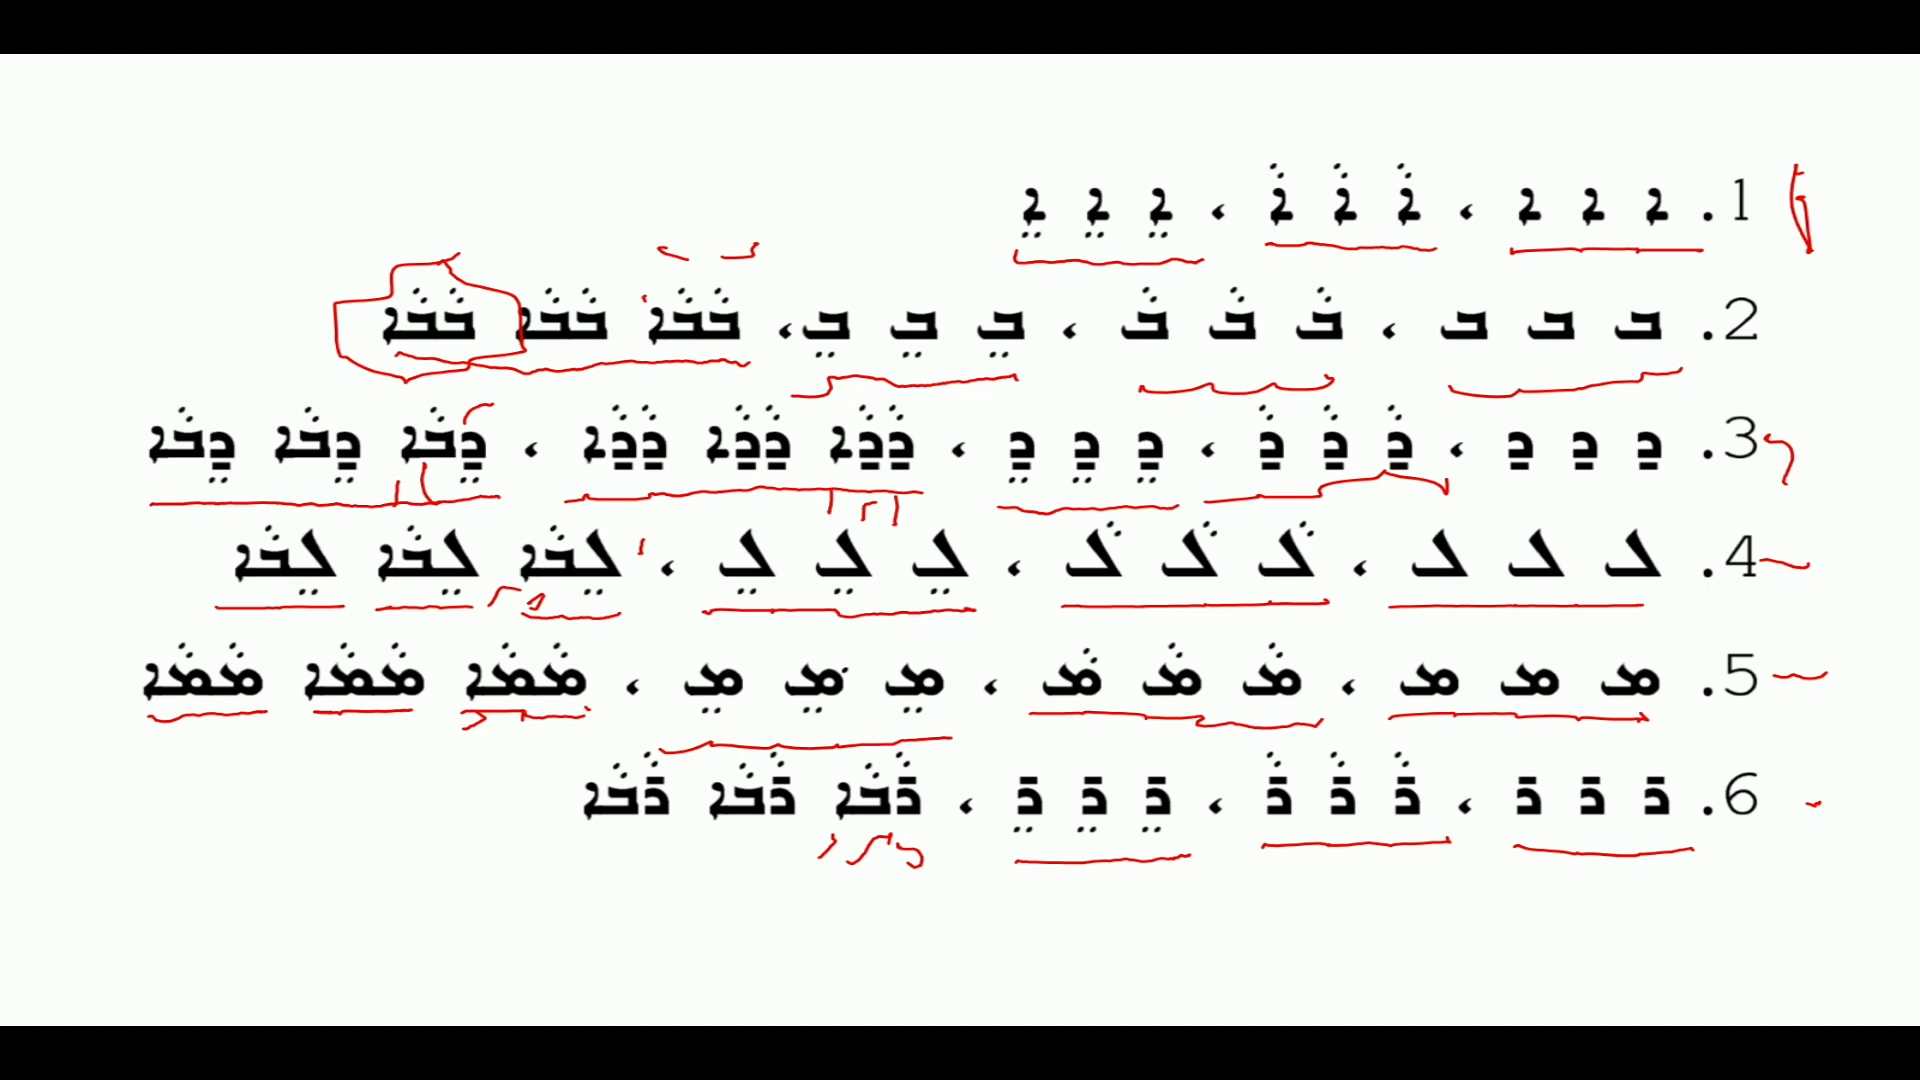 1. ܐ ܐ ܐ ، ܐܵ ܐܵ ܐܵ ، ܐܸ ܐܸ ܐܸ
2. ܒ ܒ ܒ ، ܒܵ ܒܵ ܒܵ ، ܒܸ ܒܸ ܒܸ ، ܒܵܒܵܐ ܒܵܒܵܐ ܒܵܒܵܐ
3. ܕ ܕ ܕ ، ܕܵ ܕܵ ܕܵ ، ܕܸ ܕܸ ܕܸ ، ܕܵܕܵܐ ܕܵܕܵܐ ܕܵܕܵܐ ، ܕܸܒܵܐ ܕܸܒܵܐ ܕܸܒܵܐ
4. ܠ ܠ ܠ ، ܠܵ ܠܵ ܠܵ ، ܠܸ ܠܸ ܠܸ ، ܠܸܒܵܐ ܠܸܒܵܐ ܠܸܒܵܐ
5. ܡ ܡ ܡ ، ܡܵ ܡܵ ܡܵ ، ܡܸ ܡܸ ܡܸ ، ܡܵܡܵܐ ܡܵܡܵܐ ܡܵܡܵܐ
6. ܪ ܪ ܪ ، ܪܵ ܪܵ ܪܵ ، ܪܸ ܪܸ ܪܸ ، ܪܵܒܵܐ ܪܵܒܵܐ ܪܵܒܵܐ